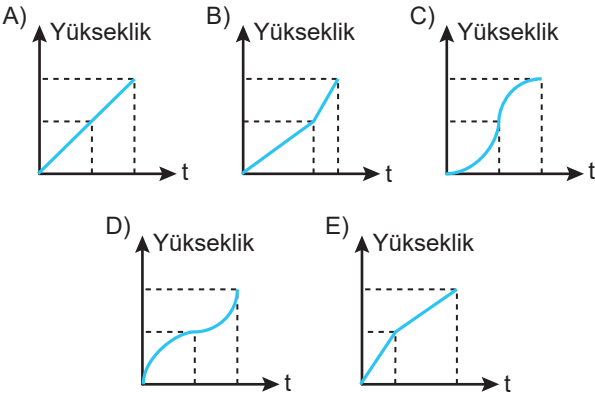 A) Yükseklik
t
B) Yükseklik
t
C) Yükseklik
t
D) Yükseklik
t
E) Yükseklik
t